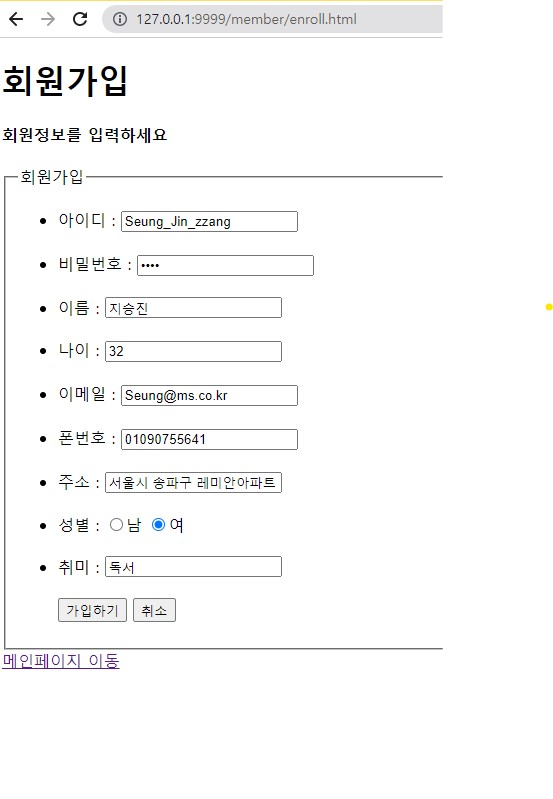 127.0.0.1:9999/member/enroll.html
회원가입
회원정보를 입력하세요
회원가입
아이디 : Seung_Jin_zzang
비밀번호 : ••••
이름 : 지승진
나이 : 32
이메일 : Seung@ms.co.kr
폰번호 : 01090755641
주소 : 서울시 송파구 레미안아파트
성별 : 남 여
취미 : 독서
가입하기 취소
메인페이지 이동